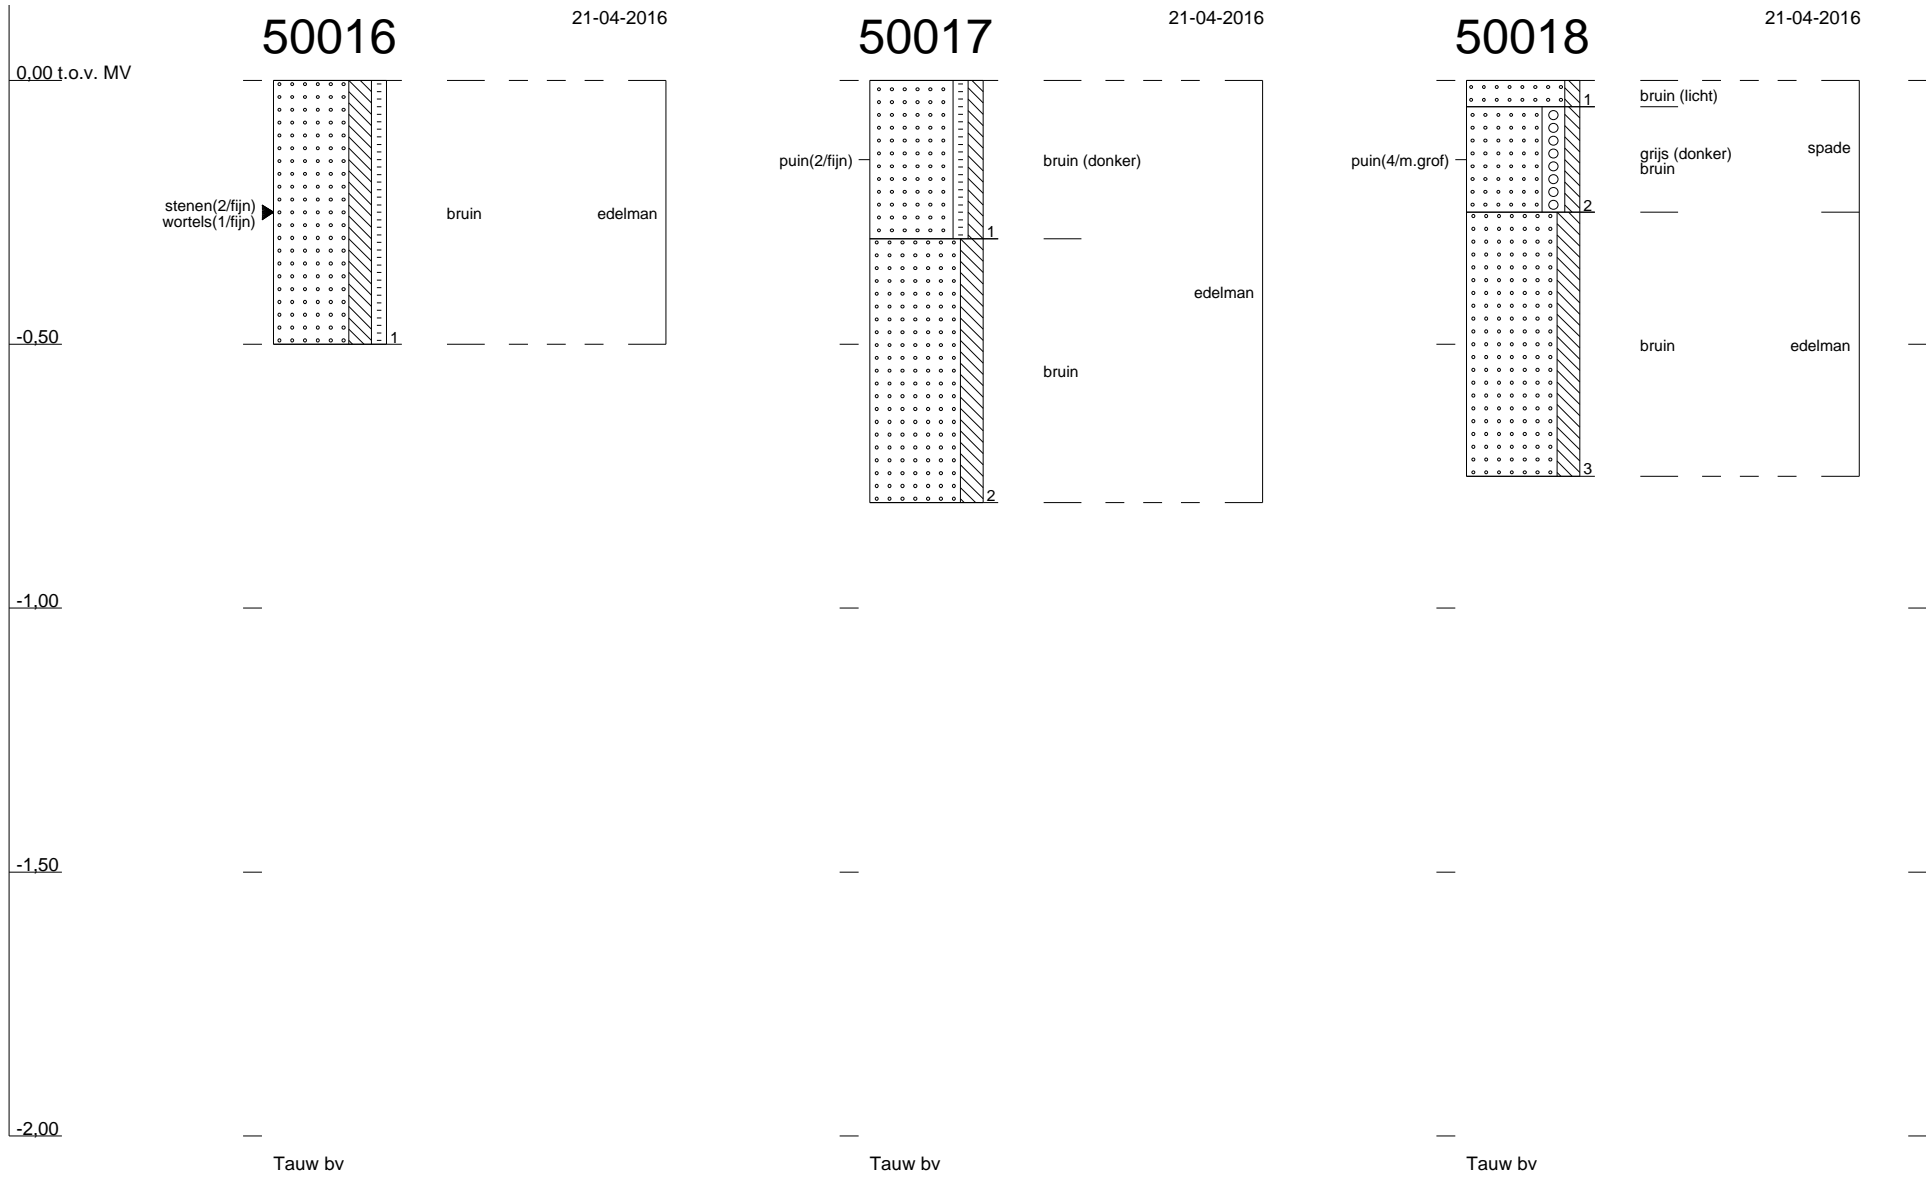 50016
21-04-2016
50017
21-04-2016
50018
21-04-2016
0,00 t.o.v. MV
stenen(2/fijn)
wortels(1/fijn)
1
bruin
edelman
puin(2/fijn)
1
bruin (donker)
edelman
bruin
2
puin(4/m.grof)
1
bruin (licht)
grijs (donker)
bruin
spade
2
bruin
edelman
3
-0,50
-1,00
-1,50
-2,00
Tauw bv
Tauw bv
Tauw bv